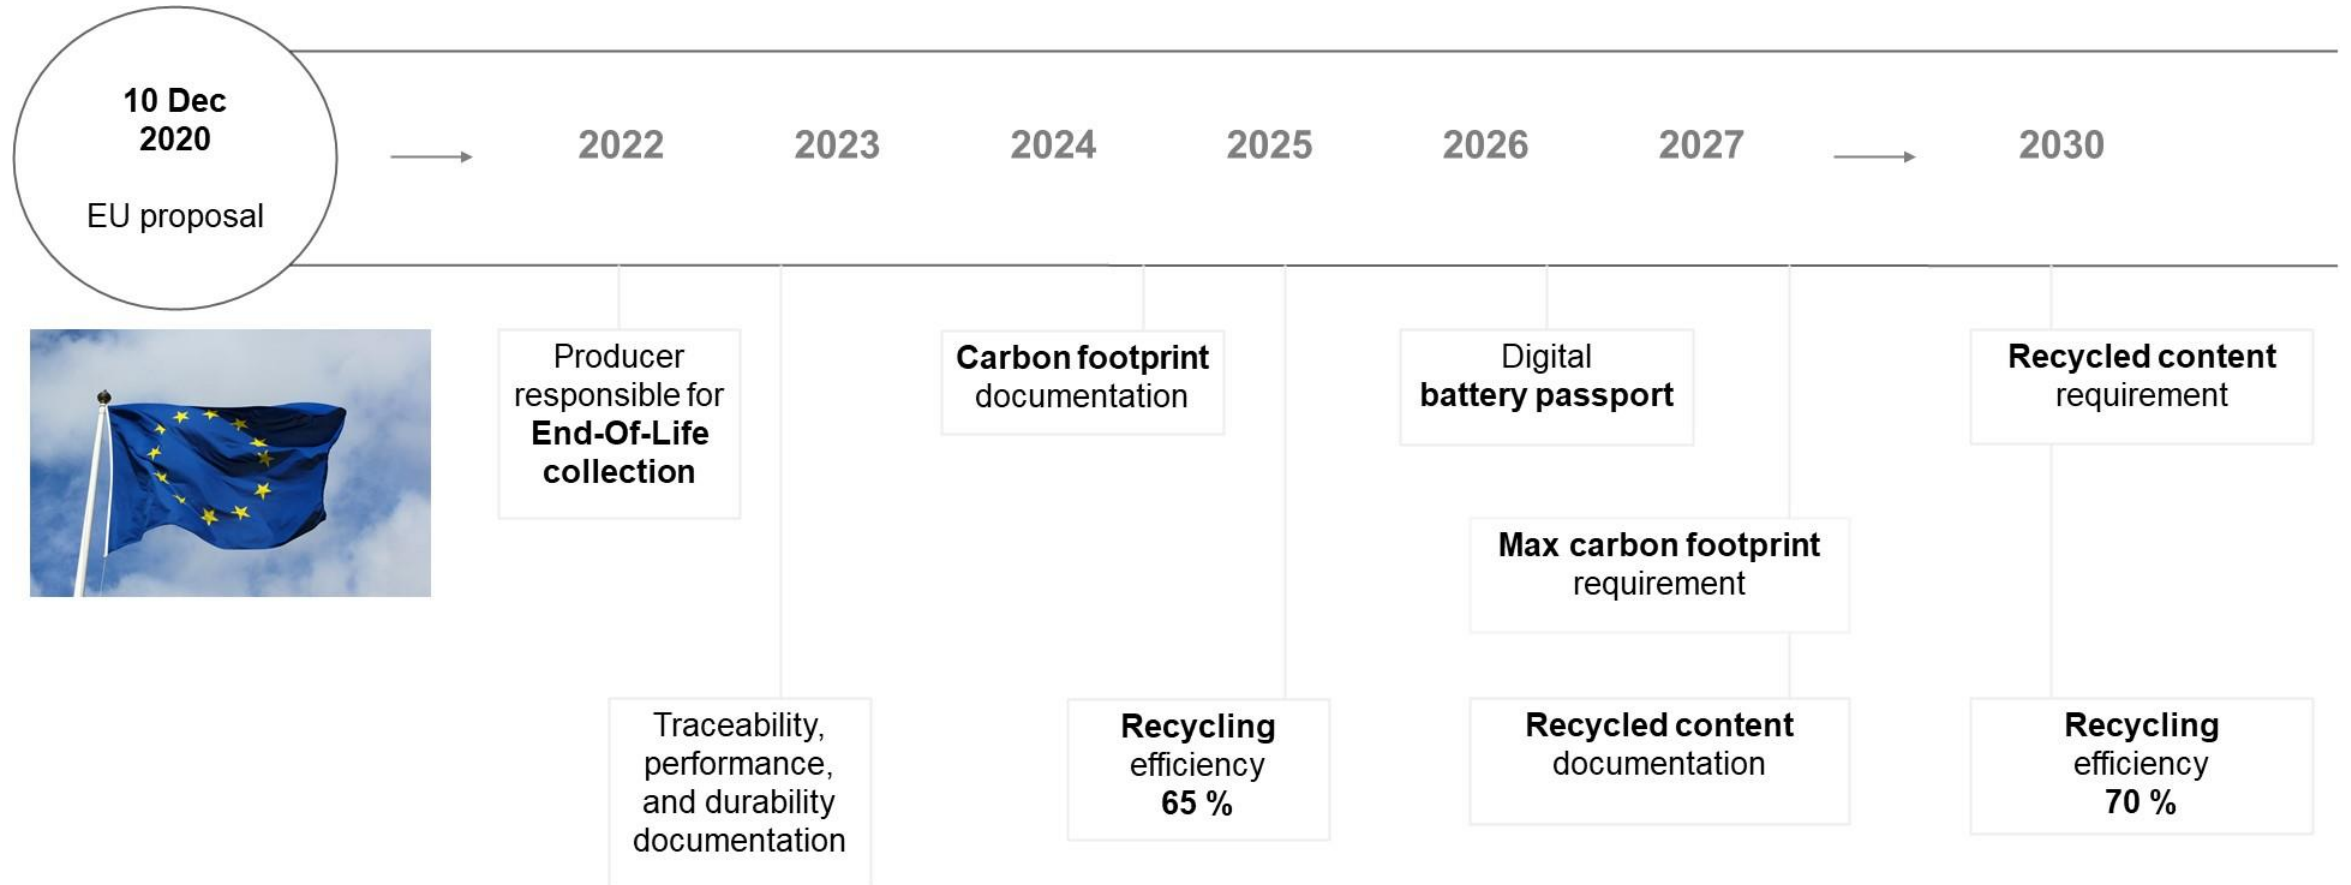 10 Dec
2020
EU proposal
2022
2023
2024
2025
2026
2027
2030
Producer
responsible for
End-Of-Life
collection
Carbon footprint
documentation
Digital
battery passport
Recycled content
requirement
Max carbon footprint
requirement
Traceability,
performance,
and durability
documentation
Recycling
efficiency
65 %
Recycled content
documentation
Recycling
efficiency
70 %